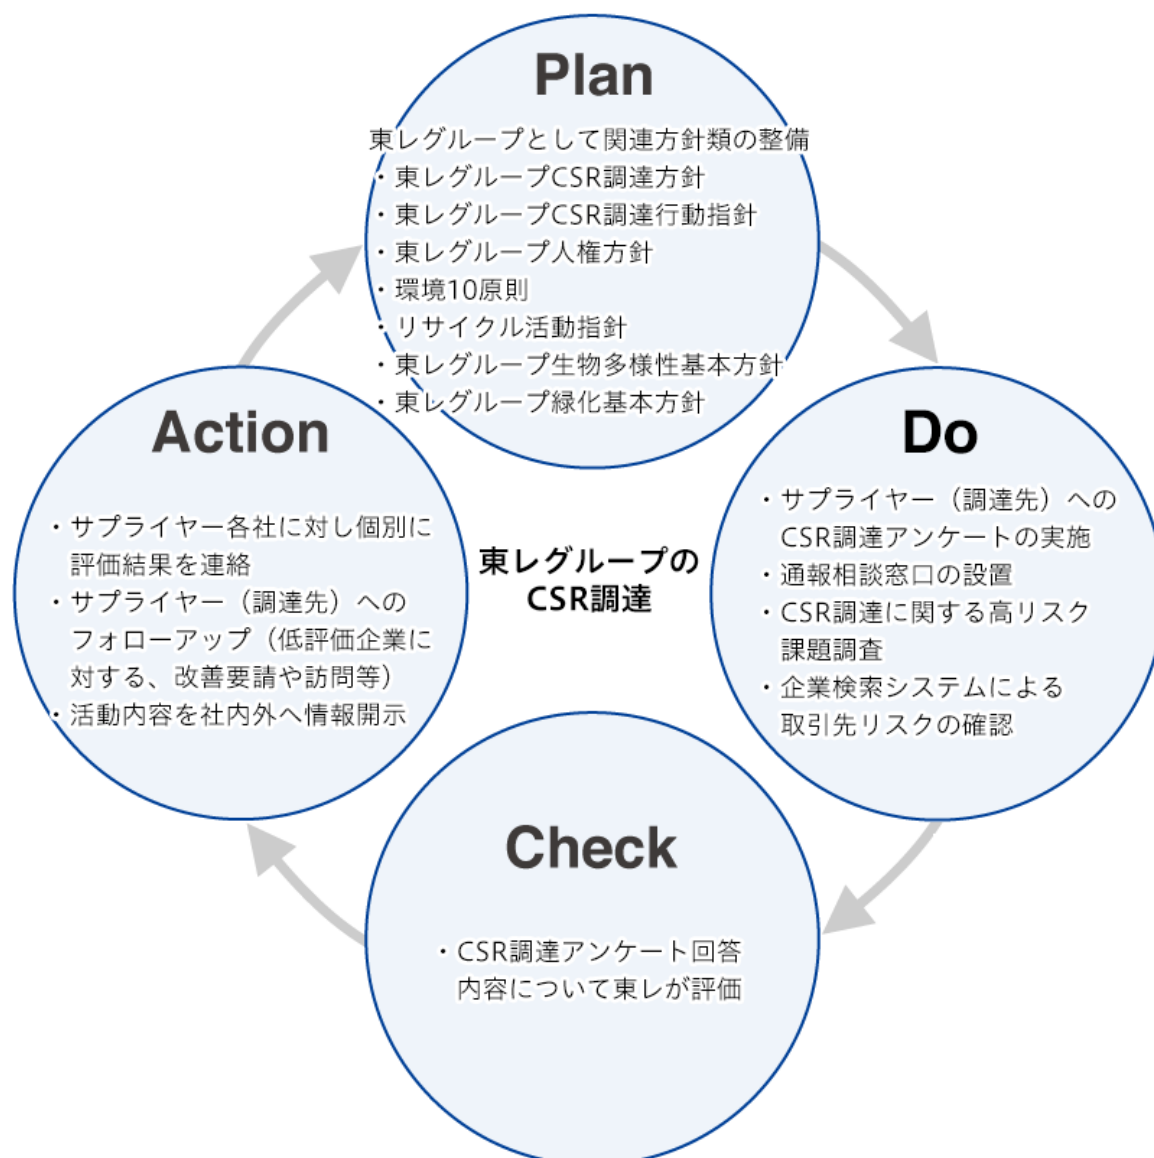 Plan
東レグループとして関連方針類の整備
・東レグループCSR調達方針
・東レグループCSR調達行動指針
・東レグループ人権方針
・環境10原則
・リサイクル活動指針
・東レグループ生物多様性基本方針
・東レグループ緑化基本方針
Do
・サプライヤー（調達先）への
CSR調達アンケートの実施
・通報相談窓口の設置
・CSR調達に関する高リスク
課題調査
・企業検索システムによる
取引先リスクの確認
Check
・CSR調達アンケート回答
内容について東レが評価
Action
・サプライヤー各社に対し個別に
評価結果を連絡
・サプライヤー（調達先）への
フォローアップ（低評価企業に
対する、改善要請や訪問等）
・活動内容を社内外へ情報開示
東レグループの
CSR調達